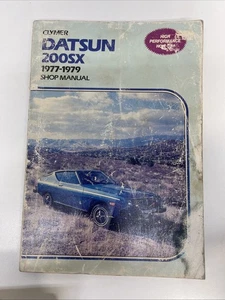 CLYMER
DATSUN
200SX
1977-1979
SHOP MANUAL
HIGH
PERFORMANCE